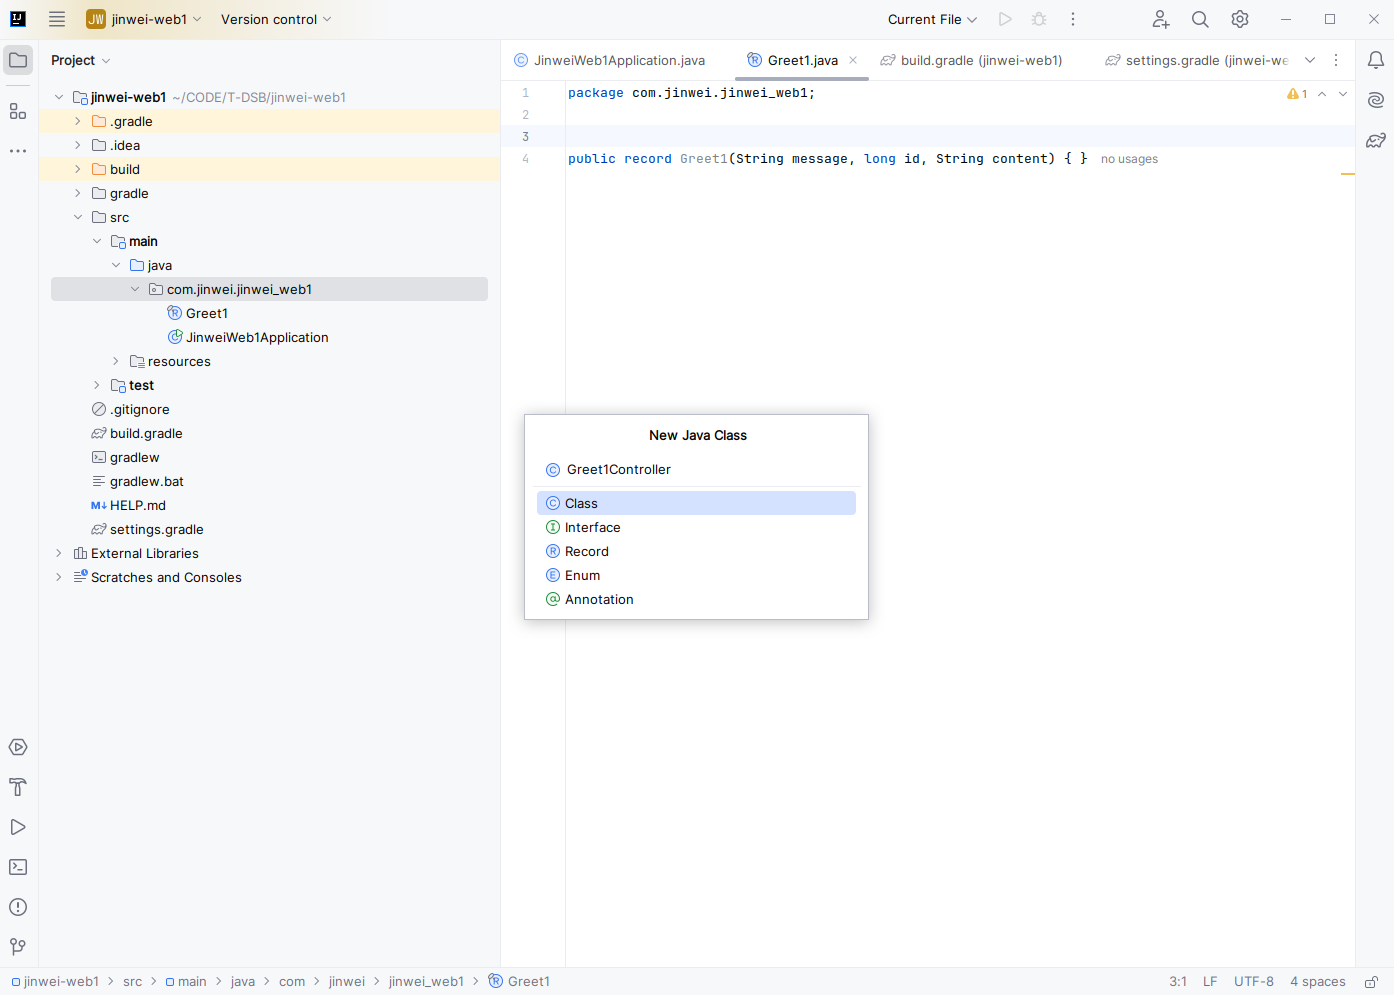 JW jinwei-web1 Version control Current File
Project
JinweiWeb1Application.java Greet1.java build.gradle (jinwei-web1) settings.gradle (jinwei-we
jinwei-web1 ~/CODE/T-DSB/jinwei-web1
.gradle
.idea
build
gradle
src
main
java
com.jinwei.jinwei_web1
Greet1
JinweiWeb1Application
resources
test
.gitignore
build.gradle
gradlew
gradlew.bat
HELP.md
settings.gradle
External Libraries
Scratches and Consoles
1 package com.jinwei.jinwei_web1; 1
2
3
4 public record Greet1(String message, long id, String content) { } no usages
New Java Class
Greet1Controller
Class
Interface
Record
Enum
Annotation
jinwei-web1 > src > main > java > com > jinwei > jinwei_web1 > Greet1 3:1 LF UTF-8 4 spaces